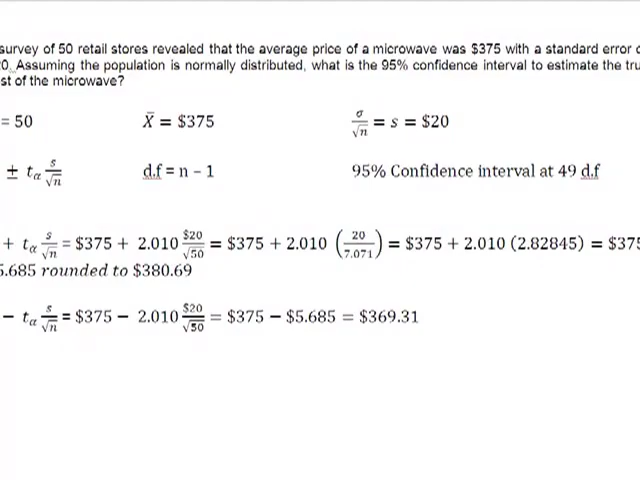 survey of 50 retail stores revealed that the average price of a microwave was $375 with a standard error
0. Assuming the population is normally distributed, what is the 95% confidence interval to estimate the
st of the microwave?
= 50 X̄ = $375 σ/√n = s = $20
± tα s/√n d.f = n − 1 95% Confidence interval at 49 d.f
+ tα s/√n = $375 + 2.010 $20/√50 = $375 + 2.010 (20/7.071) = $375 + 2.010 (2.82845) = $375
5.685 rounded to $380.69
− tα s/√n = $375 − 2.010 $20/√50 = $375 − $5.685 = $369.31